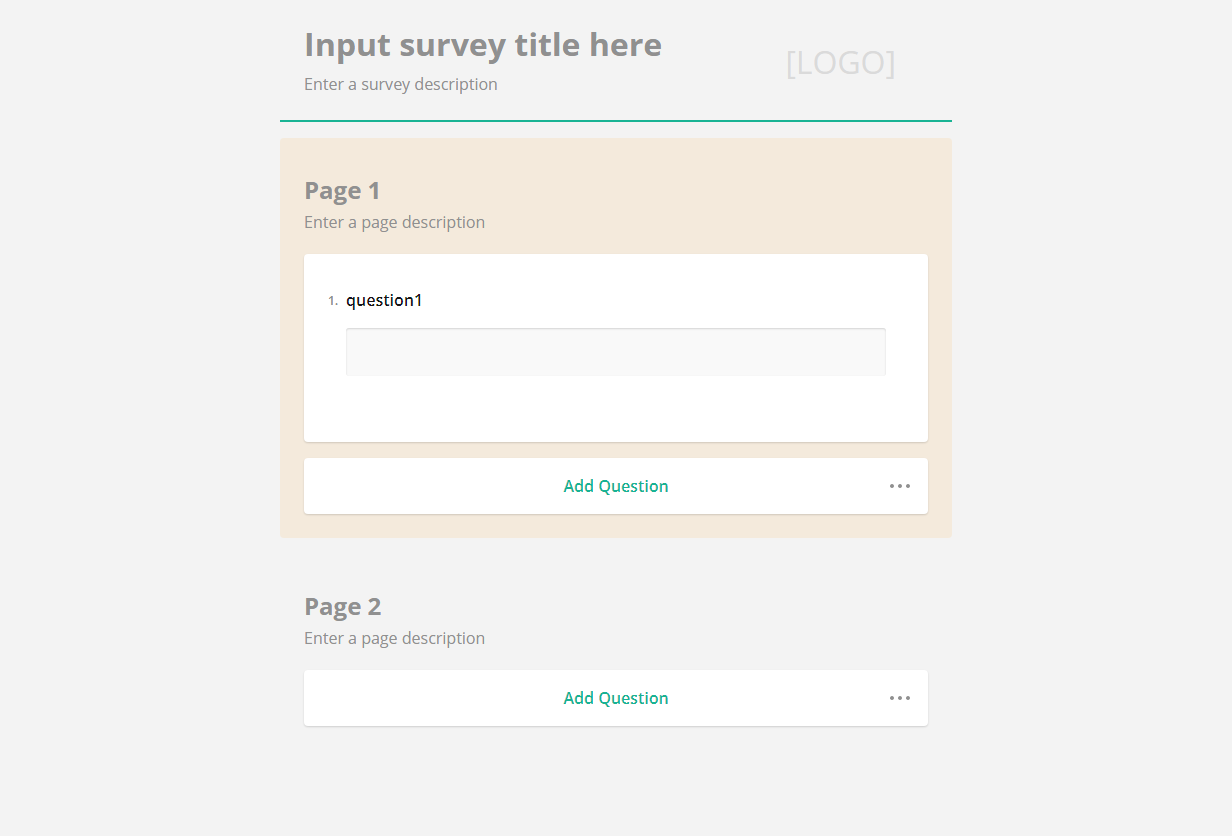 Input survey title here
[LOGO]
Enter a survey description
Page 1
Enter a page description
1. question1
Add Question
Page 2
Enter a page description
Add Question